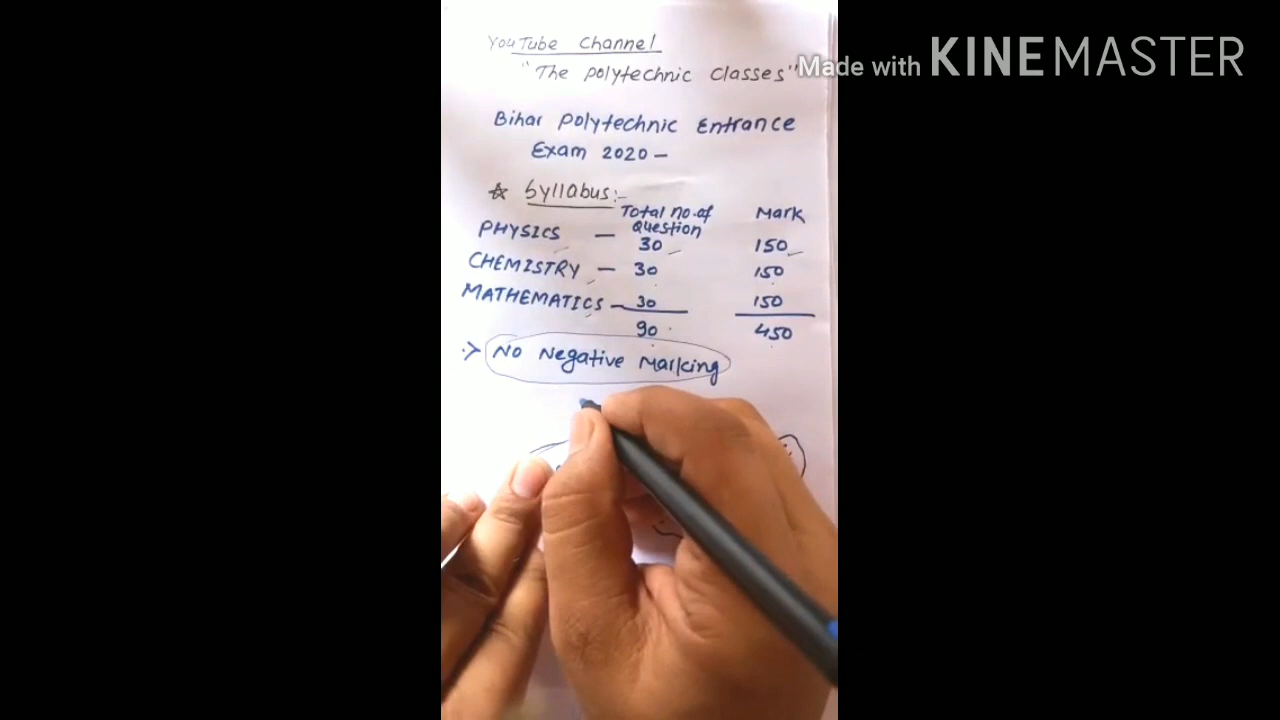 YouTube Channel
"The Polytechnic Classes"
Made with KINEMASTER
Bihar Polytechnic Entrance
Exam 2020 -
☆ Syllabus:-
Total no. of Question Mark
PHYSICS - 30 150
CHEMISTRY - 30 150
MATHEMATICS - 30 150
90 450
No Negative Marking